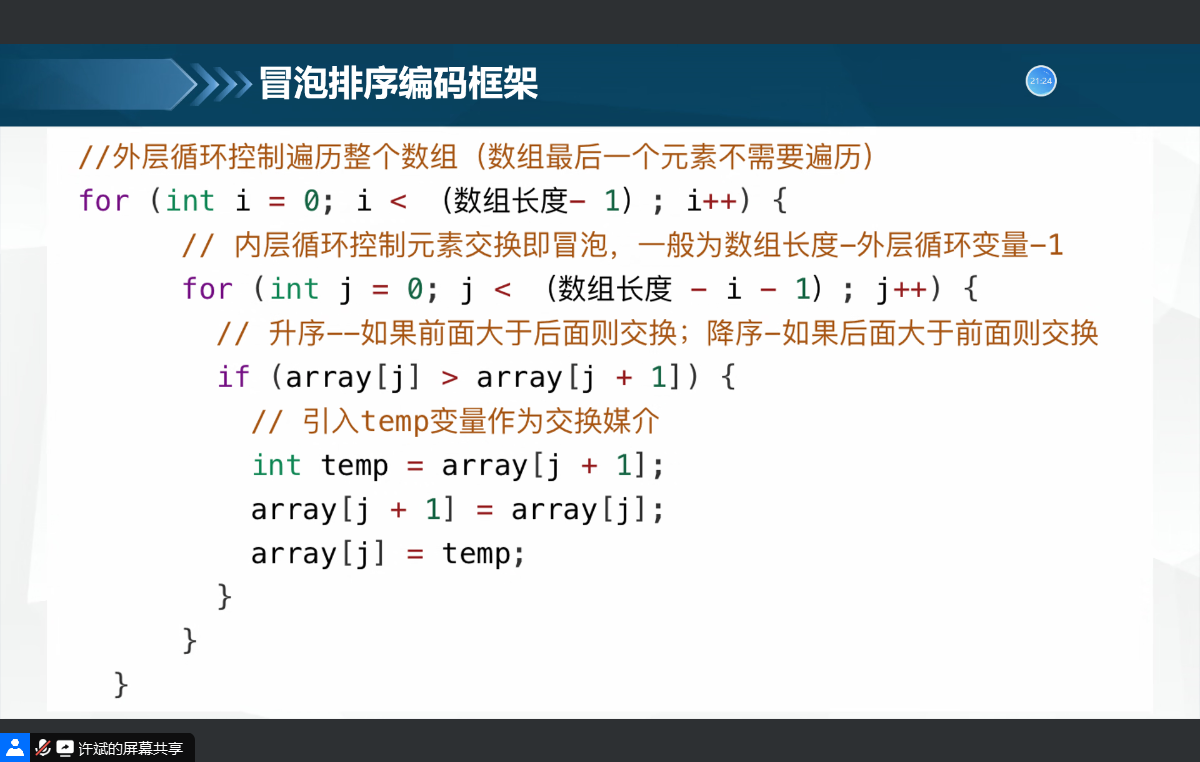 冒泡排序编码框架
21:24
//外层循环控制遍历整个数组（数组最后一个元素不需要遍历）
for (int i = 0; i < （数组长度- 1）; i++) {
// 内层循环控制元素交换即冒泡，一般为数组长度-外层循环变量-1
for (int j = 0; j < （数组长度 - i - 1）; j++) {
// 升序--如果前面大于后面则交换；降序-如果后面大于前面则交换
if (array[j] > array[j + 1]) {
// 引入temp变量作为交换媒介
int temp = array[j + 1];
array[j + 1] = array[j];
array[j] = temp;
}
}
}
许斌的屏幕共享